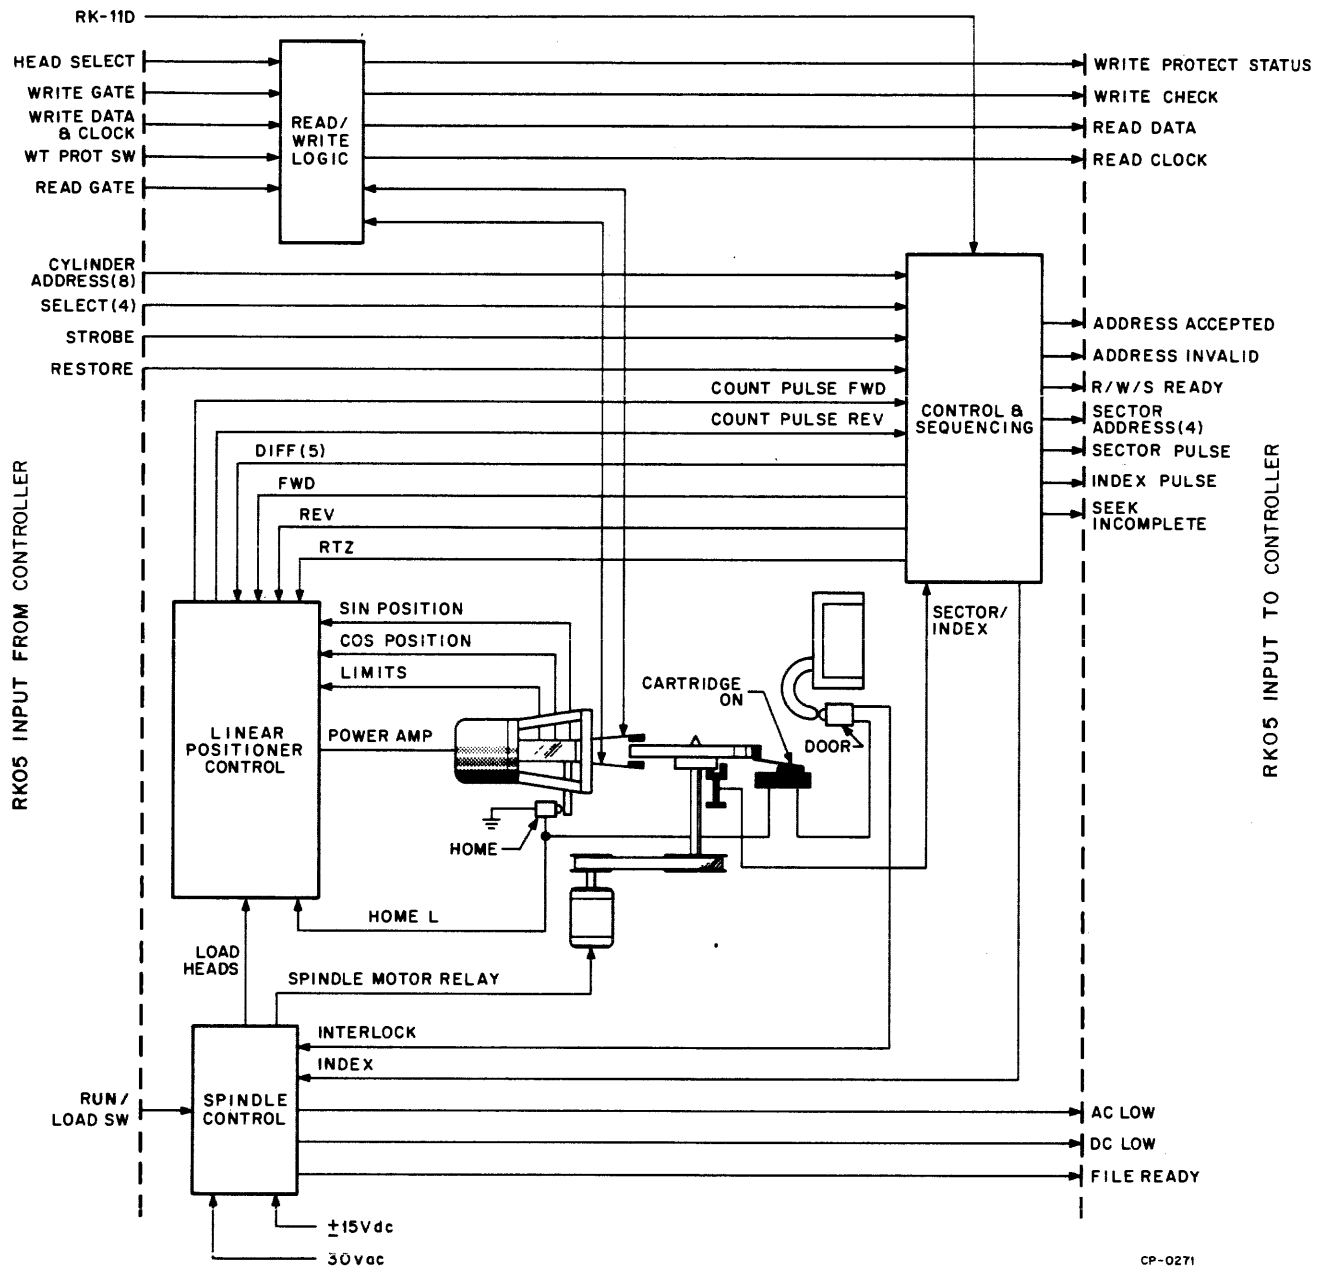 RK-11D
HEAD SELECT
WRITE GATE
WRITE DATA
& CLOCK
WT PROT SW
READ GATE
READ/
WRITE
LOGIC
WRITE PROTECT STATUS
WRITE CHECK
READ DATA
READ CLOCK
CYLINDER
ADDRESS(8)
SELECT(4)
STROBE
RESTORE
COUNT PULSE FWD
COUNT PULSE REV
DIFF(5)
FWD
REV
RTZ
CONTROL &
SEQUENCING
ADDRESS ACCEPTED
ADDRESS INVALID
R/W/S READY
SECTOR
ADDRESS(4)
SECTOR PULSE
INDEX PULSE
SEEK
INCOMPLETE
RK05 INPUT FROM CONTROLLER
RK05 INPUT TO CONTROLLER
SIN POSITION
COS POSITION
LIMITS
POWER AMP
LINEAR
POSITIONER
CONTROL
SECTOR/
INDEX
CARTRIDGE
ON
DOOR
HOME
HOME L
LOAD
HEADS
SPINDLE MOTOR RELAY
INTERLOCK
INDEX
RUN/
LOAD SW
SPINDLE
CONTROL
AC LOW
DC LOW
FILE READY
±15Vdc
30vac
CP-0271